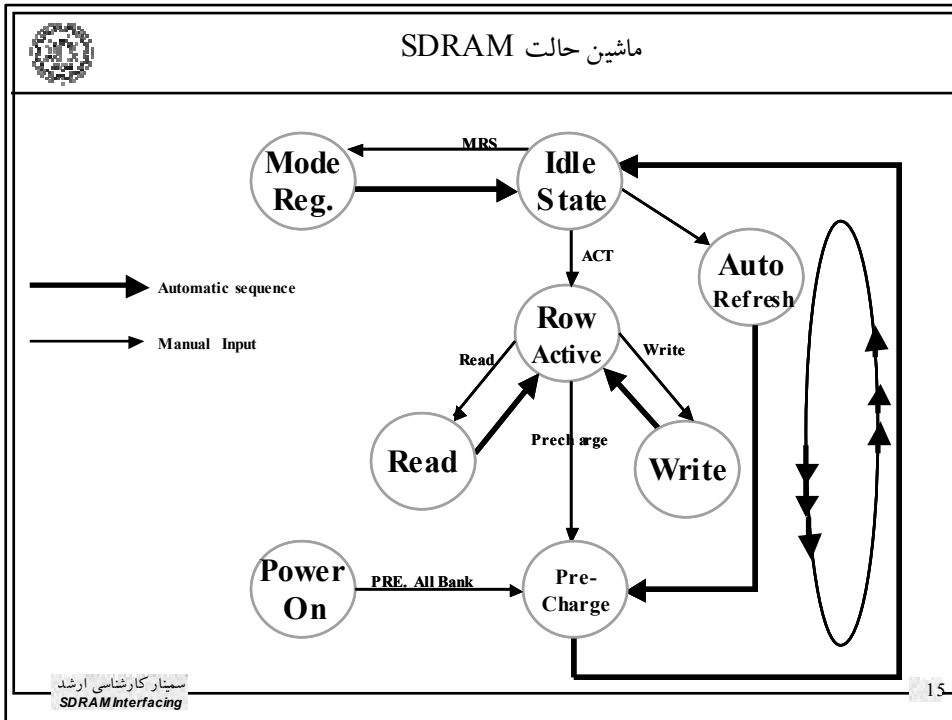 ماشین حالت SDRAM
MRS
Mode
Reg.
Idle
State
ACT
Auto
Refresh
Automatic sequence
Manual Input
Row
Active
Read
Write
Read
Precharge
Write
Power
On
PRE. All Bank
Pre-
Charge
سمینار کارشناسی ارشد
SDRAM Interfacing
15